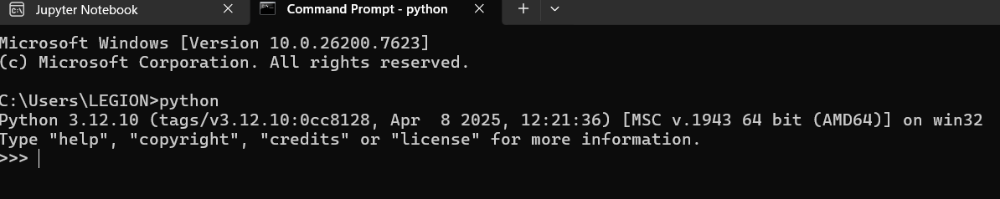 Jupyter Notebook
Command Prompt - python
Microsoft Windows [Version 10.0.26200.7623]
(c) Microsoft Corporation. All rights reserved.
C:\Users\LEGION>python
Python 3.12.10 (tags/v3.12.10:0cc8128, Apr  8 2025, 12:21:36) [MSC v.1943 64 bit (AMD64)] on win32
Type "help", "copyright", "credits" or "license" for more information.
>>>